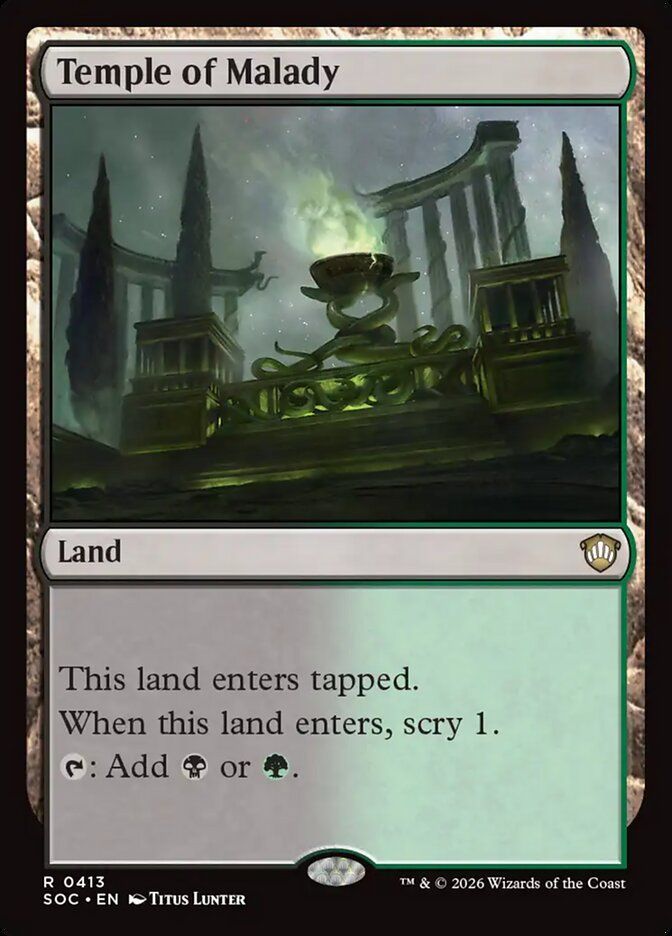 Temple of Malady
Land
This land enters tapped.
When this land enters, scry 1.
: Add or .
R 0413
SOC • EN Titus Lunter
™ & © 2026 Wizards of the Coast